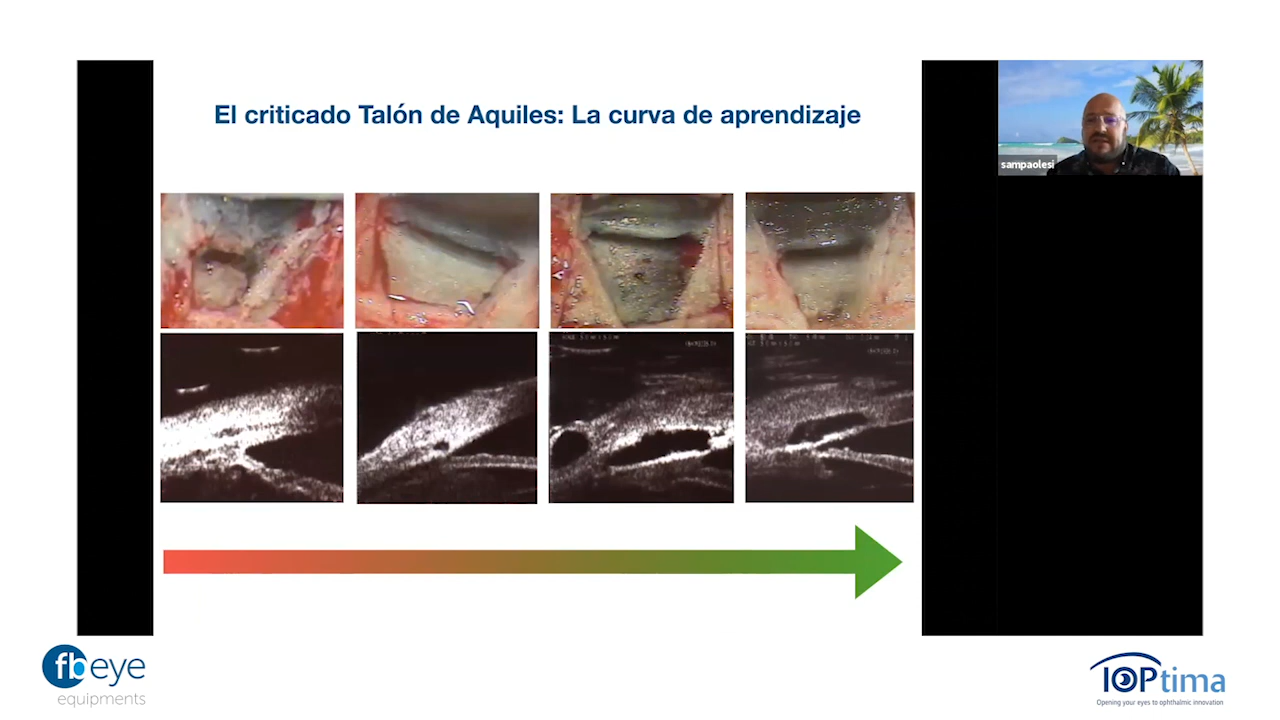 El criticado Talón de Aquiles: La curva de aprendizaje
sampaolesi
fbeye
equipments
IOPtima
Opening your eyes to ophthalmic innovation